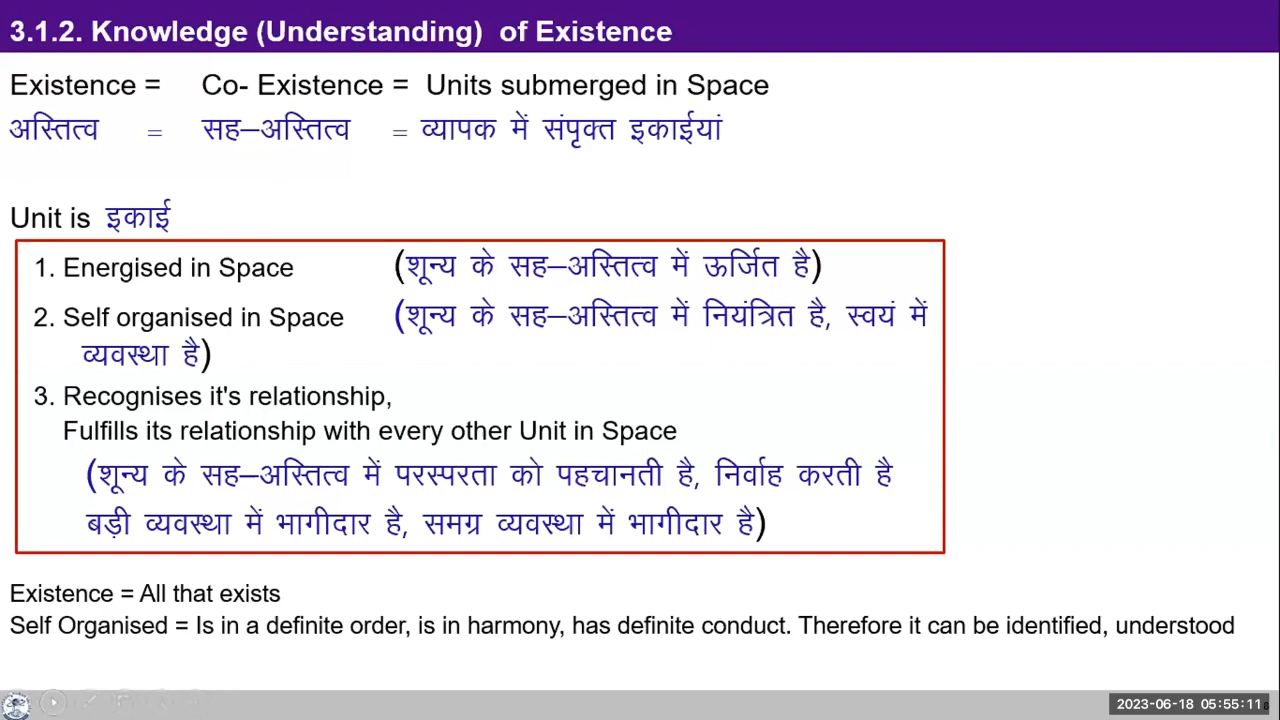 3.1.2. Knowledge (Understanding) of Existence
Existence = Co- Existence = Units submerged in Space
अस्तित्व = सह–अस्तित्व = व्यापक में संपृक्त इकाईयां
Unit is इकाई
1. Energised in Space (शून्य के सह–अस्तित्व में ऊर्जित है)
2. Self organised in Space (शून्य के सह–अस्तित्व में नियंत्रित है, स्वयं में
व्यवस्था है)
3. Recognises it's relationship,
Fulfills its relationship with every other Unit in Space
(शून्य के सह–अस्तित्व में परस्परता को पहचानती है, निर्वाह करती है
बड़ी व्यवस्था में भागीदार है, समग्र व्यवस्था में भागीदार है)
Existence = All that exists
Self Organised = Is in a definite order, is in harmony, has definite conduct. Therefore it can be identified, understood
2023-06-18 05:55:11